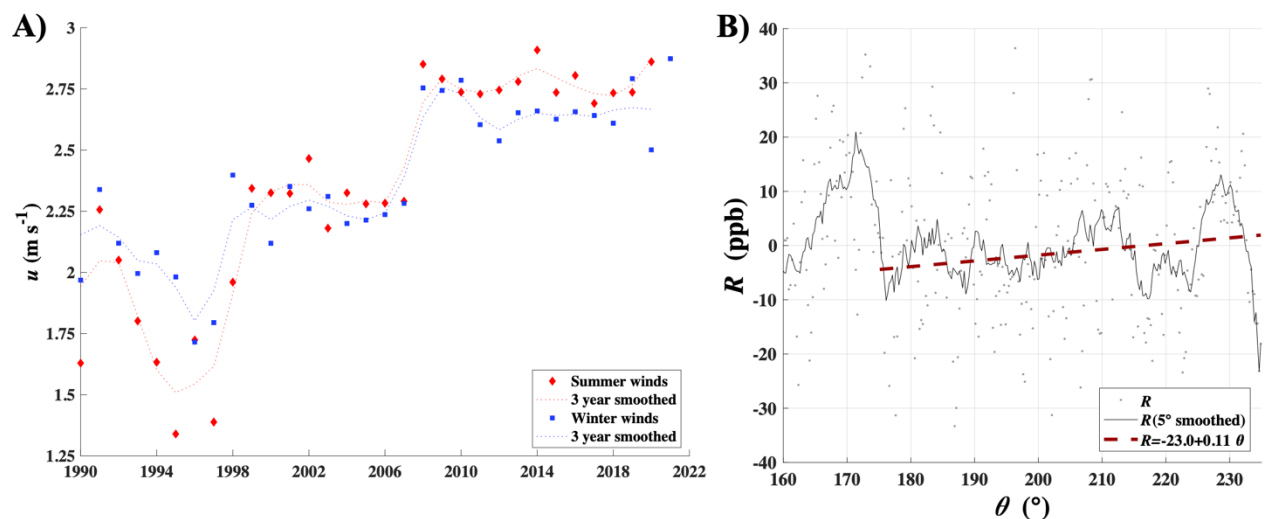 A)
u (m s⁻¹)
3
2.75
2.5
2.25
2
1.75
1.5
1.25
1990 1994 1998 2002 2006 2010 2014 2018 2022
Summer winds
3 year smoothed
Winter winds
3 year smoothed
B)
R (ppb)
40
30
20
10
0
-10
-20
-30
-40
160 170 180 190 200 210 220 230
θ (°)
R
R(5° smoothed)
R=-23.0+0.11 θ